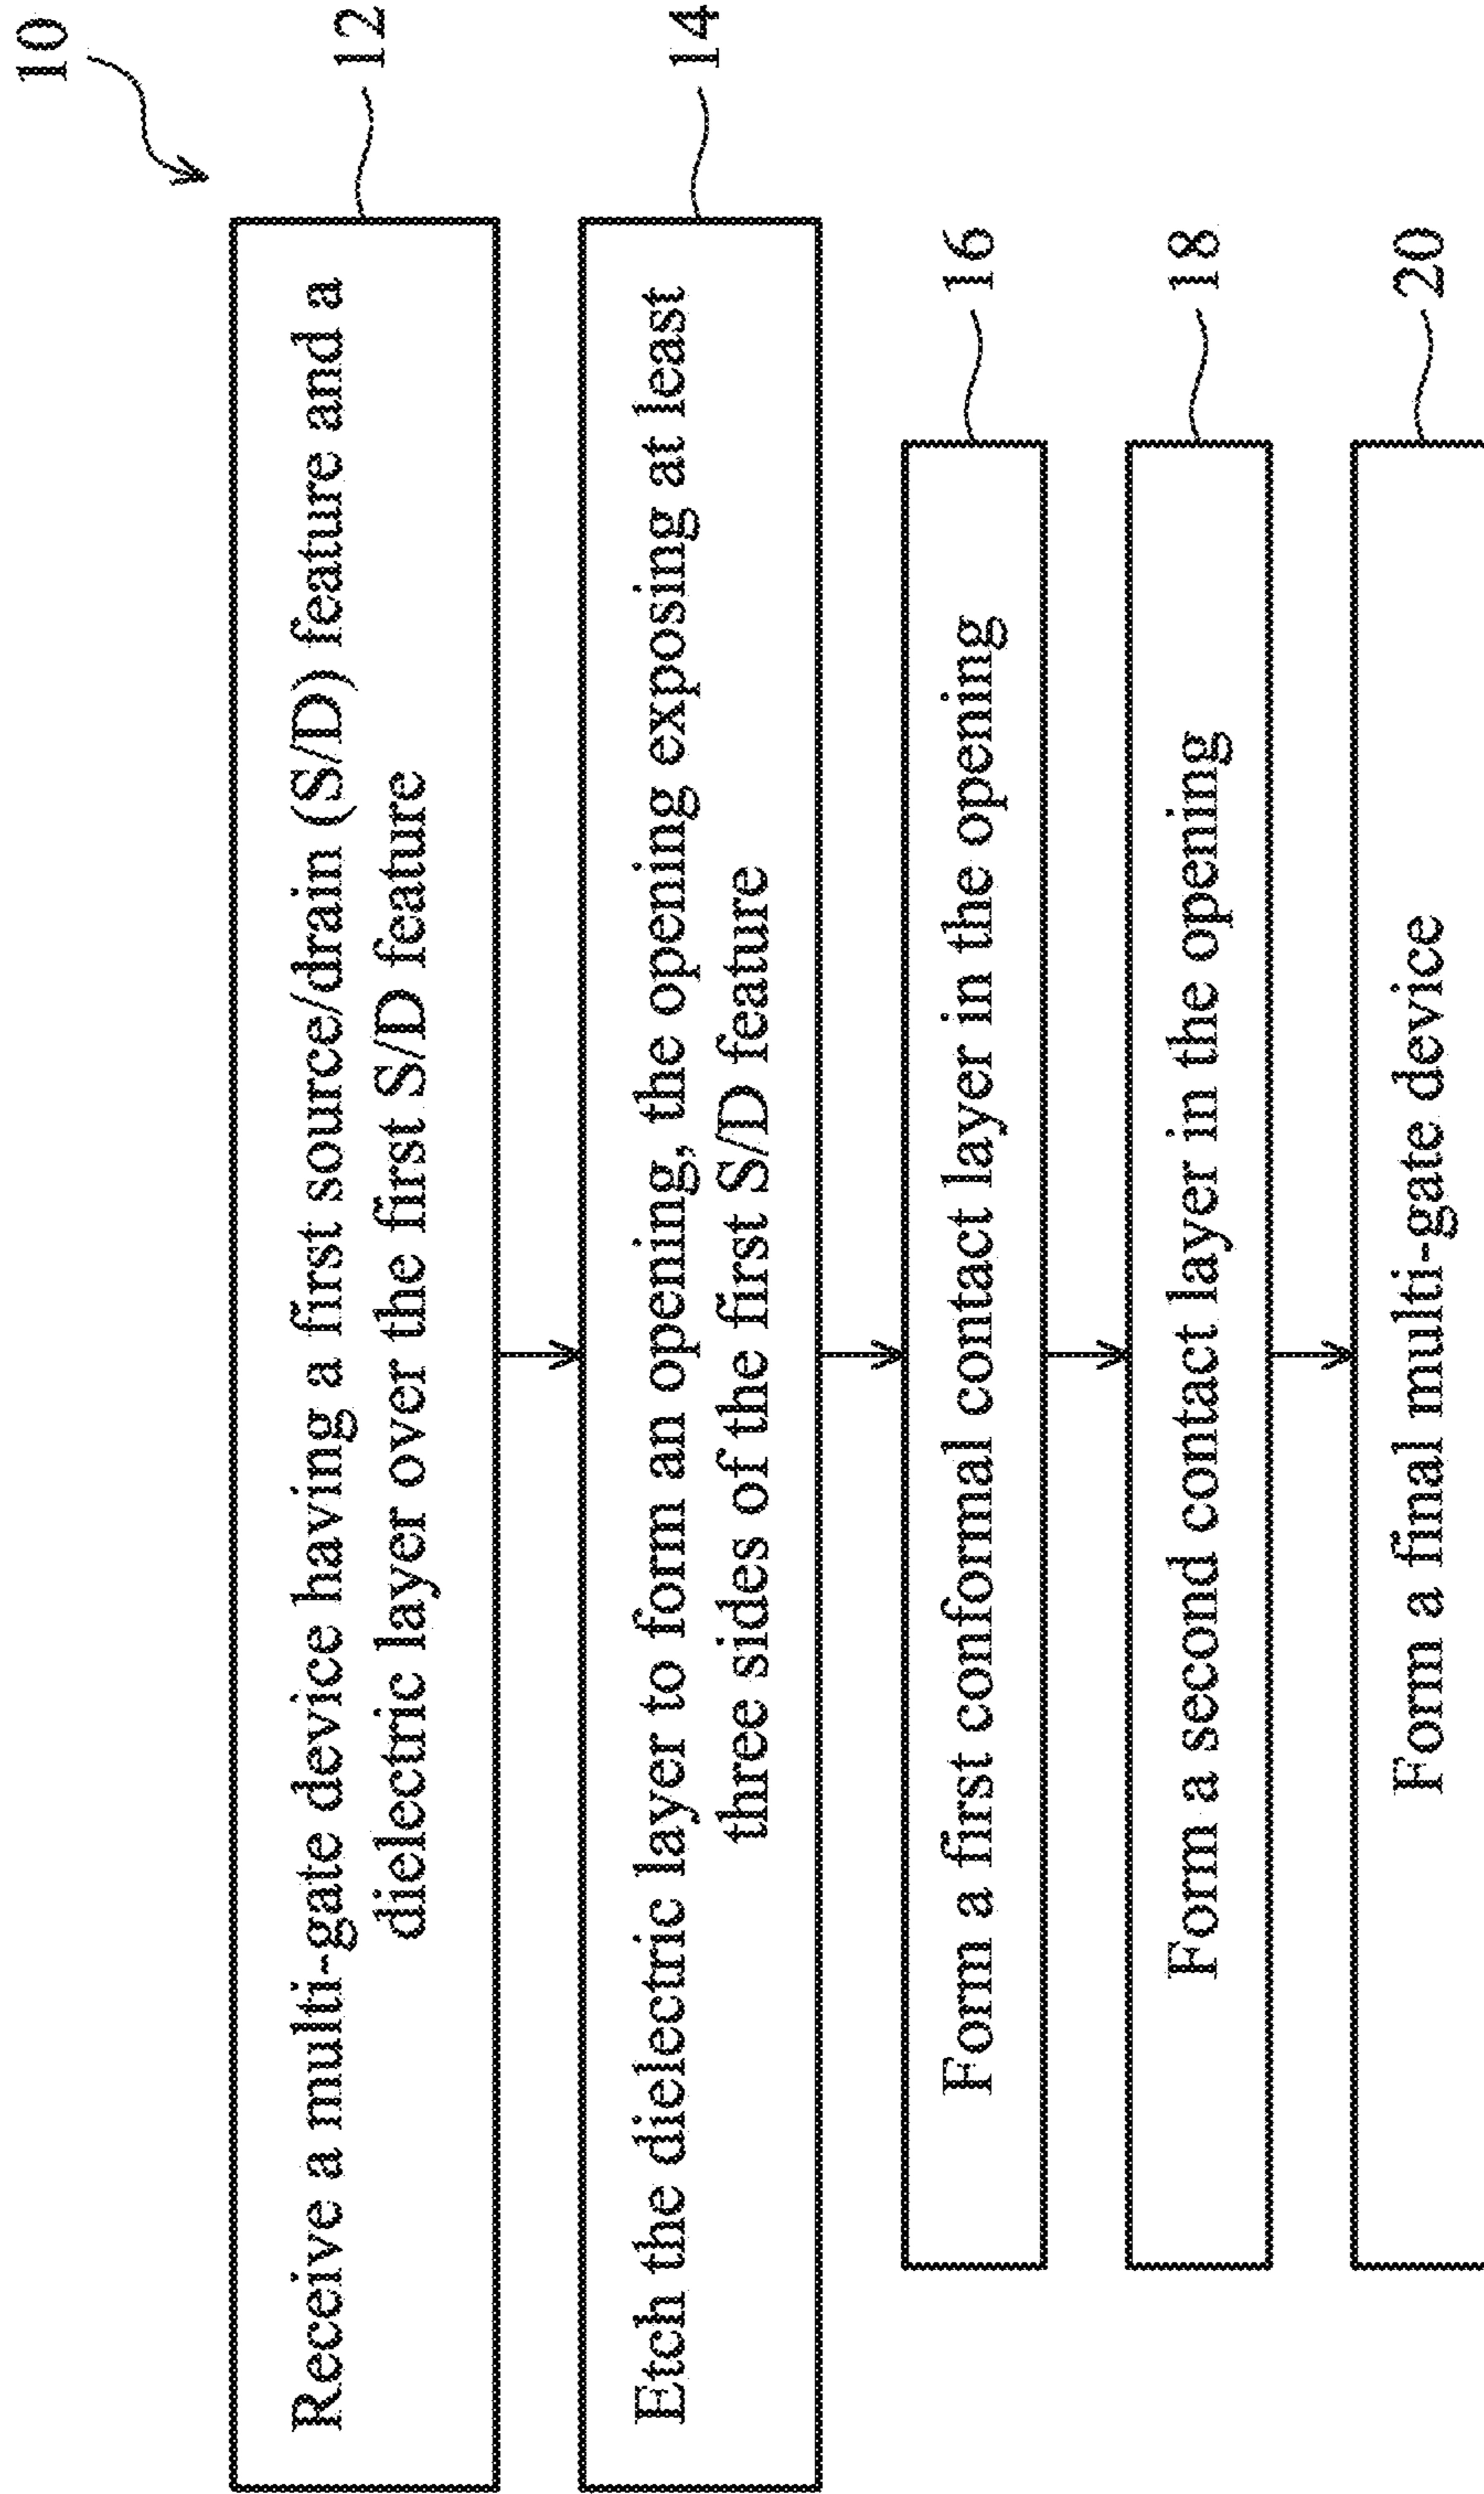 10
Receive a multi-gate device having a first source/drain (S/D) feature and a
dielectric layer over the first S/D feature
12
Etch the dielectric layer to form an opening, the opening exposing at least
three sides of the first S/D feature
14
Form a first conformal contact layer in the opening
16
Form a second contact layer in the opening
18
Form a final multi-gate device
20